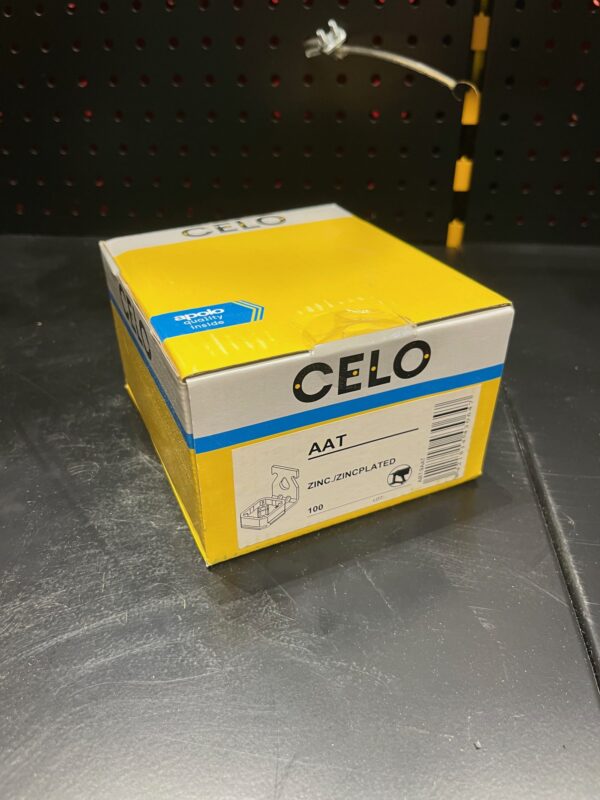 CELO
apolo
quality
inside
CELO
CELO
AAT
ZINC./ZINCPLATED
100